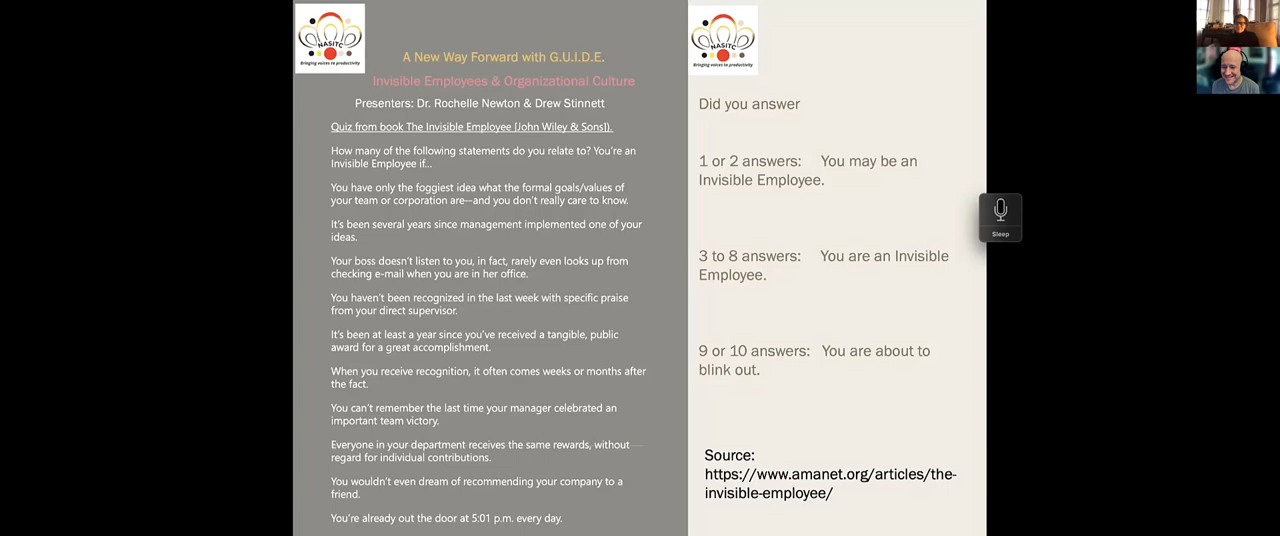 NASITC
Bringing voices to productivity
A New Way Forward with G.U.I.D.E.
Invisible Employees & Organizational Culture
Presenters: Dr. Rochelle Newton & Drew Stinnett
Quiz from book The Invisible Employee [John Wiley & Sons]).
How many of the following statements do you relate to? You're an
Invisible Employee if...
You have only the foggiest idea what the formal goals/values of
your team or corporation are—and you don't really care to know.
It's been several years since management implemented one of your
ideas.
Your boss doesn't listen to you, in fact, rarely even looks up from
checking e-mail when you are in her office.
You haven't been recognized in the last week with specific praise
from your direct supervisor.
It's been at least a year since you've received a tangible, public
award for a great accomplishment.
When you receive recognition, it often comes weeks or months after
the fact.
You can't remember the last time your manager celebrated an
important team victory.
Everyone in your department receives the same rewards, without
regard for individual contributions.
You wouldn't even dream of recommending your company to a
friend.
You're already out the door at 5:01 p.m. every day.
NASITC
Bringing voices to productivity
Did you answer
1 or 2 answers: You may be an
Invisible Employee.
3 to 8 answers: You are an Invisible
Employee.
9 or 10 answers: You are about to
blink out.
Source:
https://www.amanet.org/articles/the-
invisible-employee/
Sleep